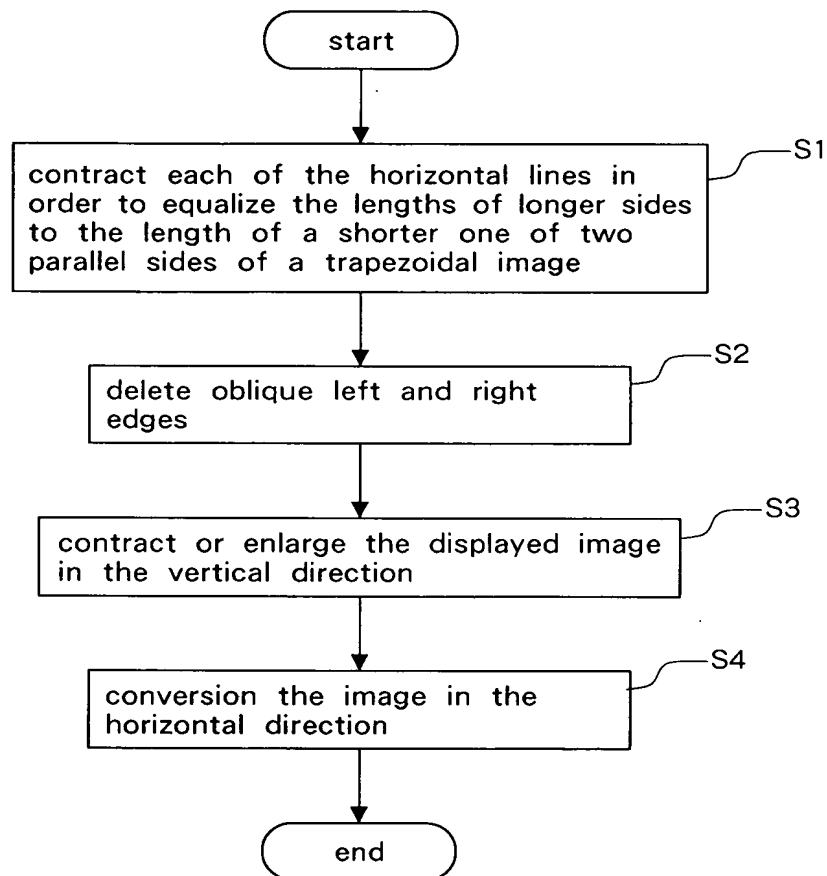 start
S1
contract each of the horizontal lines in
order to equalize the lengths of longer sides
to the length of a shorter one of two
parallel sides of a trapezoidal image
S2
delete oblique left and right
edges
S3
contract or enlarge the displayed image
in the vertical direction
S4
conversion the image in the
horizontal direction
end